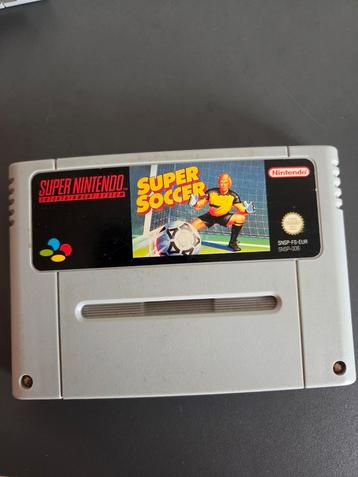 SUPER NINTENDO
ENTERTAINMENT SYSTEM
SUPER
SOCCER
Nintendo
SNSP-FS-EUR
SNSP-006